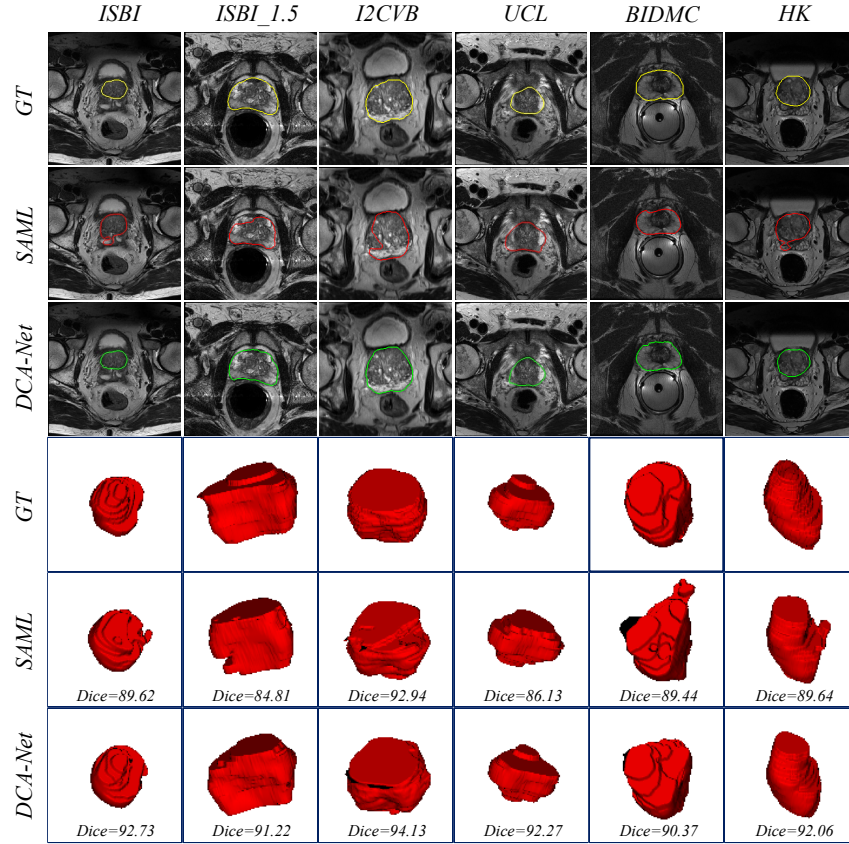 ISBI ISBI_1.5 I2CVB UCL BIDMC HK
GT
SAML
DCA-Net
GT
SAML
Dice=89.62 Dice=84.81 Dice=92.94 Dice=86.13 Dice=89.44 Dice=89.64
DCA-Net
Dice=92.73 Dice=91.22 Dice=94.13 Dice=92.27 Dice=90.37 Dice=92.06